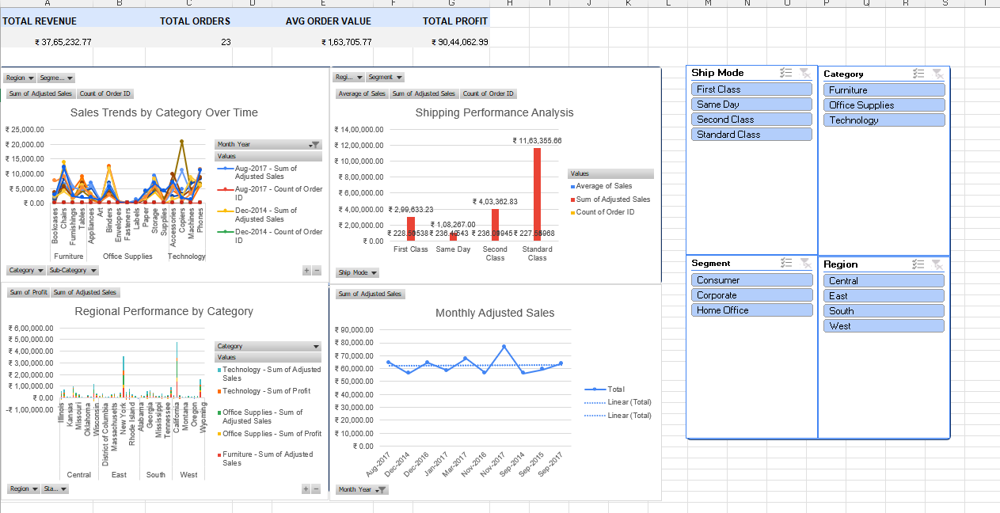 A B C D E F G H I J K L M N O P Q R S T
TOTAL REVENUE TOTAL ORDERS AVG ORDER VALUE TOTAL PROFIT
₹ 37,65,232.77 23 ₹ 1,63,705.77 ₹ 90,44,062.99
Region Segme...
Sum of Adjusted Sales Count of Order ID
Sales Trends by Category Over Time
₹ 25,000.00
₹ 20,000.00
₹ 15,000.00
₹ 10,000.00
₹ 5,000.00
₹ 0.00
Bookcases
Chairs
Furnishings
Tables
Appliances
Art
Binders
Envelopes
Fasteners
Labels
Paper
Storage
Supplies
Accessories
Copiers
Machines
Phones
Furniture Office Supplies Technology
Month Year
Values
Aug-2017 - Sum of
Adjusted Sales
Aug-2017 - Count of Order
ID
Dec-2014 - Sum of
Adjusted Sales
Dec-2014 - Count of Order
ID
Category Sub-Category
+ −
Regi... Segment
Average of Sales Sum of Adjusted Sales Count of Order ID
Shipping Performance Analysis
₹ 14,00,000.00
₹ 12,00,000.00
₹ 10,00,000.00
₹ 8,00,000.00
₹ 6,00,000.00
₹ 4,00,000.00
₹ 2,00,000.00
₹ 0.00
₹ 11,63,355.66
₹ 4,03,362.83
₹ 2,99,633.23
₹ 1,08,267.00
First Class Same Day Second
Class Standard
Class
Values
Average of Sales
Sum of Adjusted Sales
Count of Order ID
Ship Mode
Sum of Profit Sum of Adjusted Sales
Regional Performance by Category
₹ 6,00,000.00
₹ 5,00,000.00
₹ 4,00,000.00
₹ 3,00,000.00
₹ 2,00,000.00
₹ 1,00,000.00
₹ 0.00
-₹ 1,00,000.00
Illinois
Kansas
Missouri
Oklahoma
Wisconsin
District of Columbia
Massachusetts
New York
Rhode Island
Alabama
Georgia
Mississippi
Tennessee
California
Montana
Oregon
Wyoming
Central East South West
Category
Values
Technology - Sum of Adjusted
Sales
Technology - Sum of Profit
Office Supplies - Sum of
Adjusted Sales
Office Supplies - Sum of Profit
Furniture - Sum of Adjusted
Sales
Region Sta...
+ −
Sum of Adjusted Sales
Monthly Adjusted Sales
₹ 90,000.00
₹ 80,000.00
₹ 70,000.00
₹ 60,000.00
₹ 50,000.00
₹ 40,000.00
₹ 30,000.00
₹ 20,000.00
₹ 10,000.00
₹ 0.00
Aug-2017
Dec-2014
Dec-2016
Jan-2017
Mar-2017
Nov-2016
Nov-2017
Sep-2014
Sep-2015
Sep-2017
Total
Linear (Total)
Linear (Total)
Month Year
Ship Mode
First Class
Same Day
Second Class
Standard Class
Category
Furniture
Office Supplies
Technology
Segment
Consumer
Corporate
Home Office
Region
Central
East
South
West